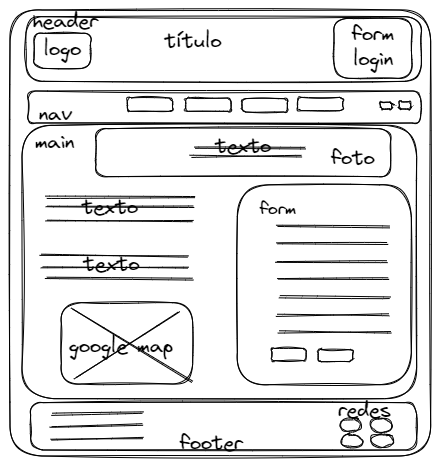 header
logo
título
form
login
nav
main
texto
foto
texto
form
texto
google map
redes
footer